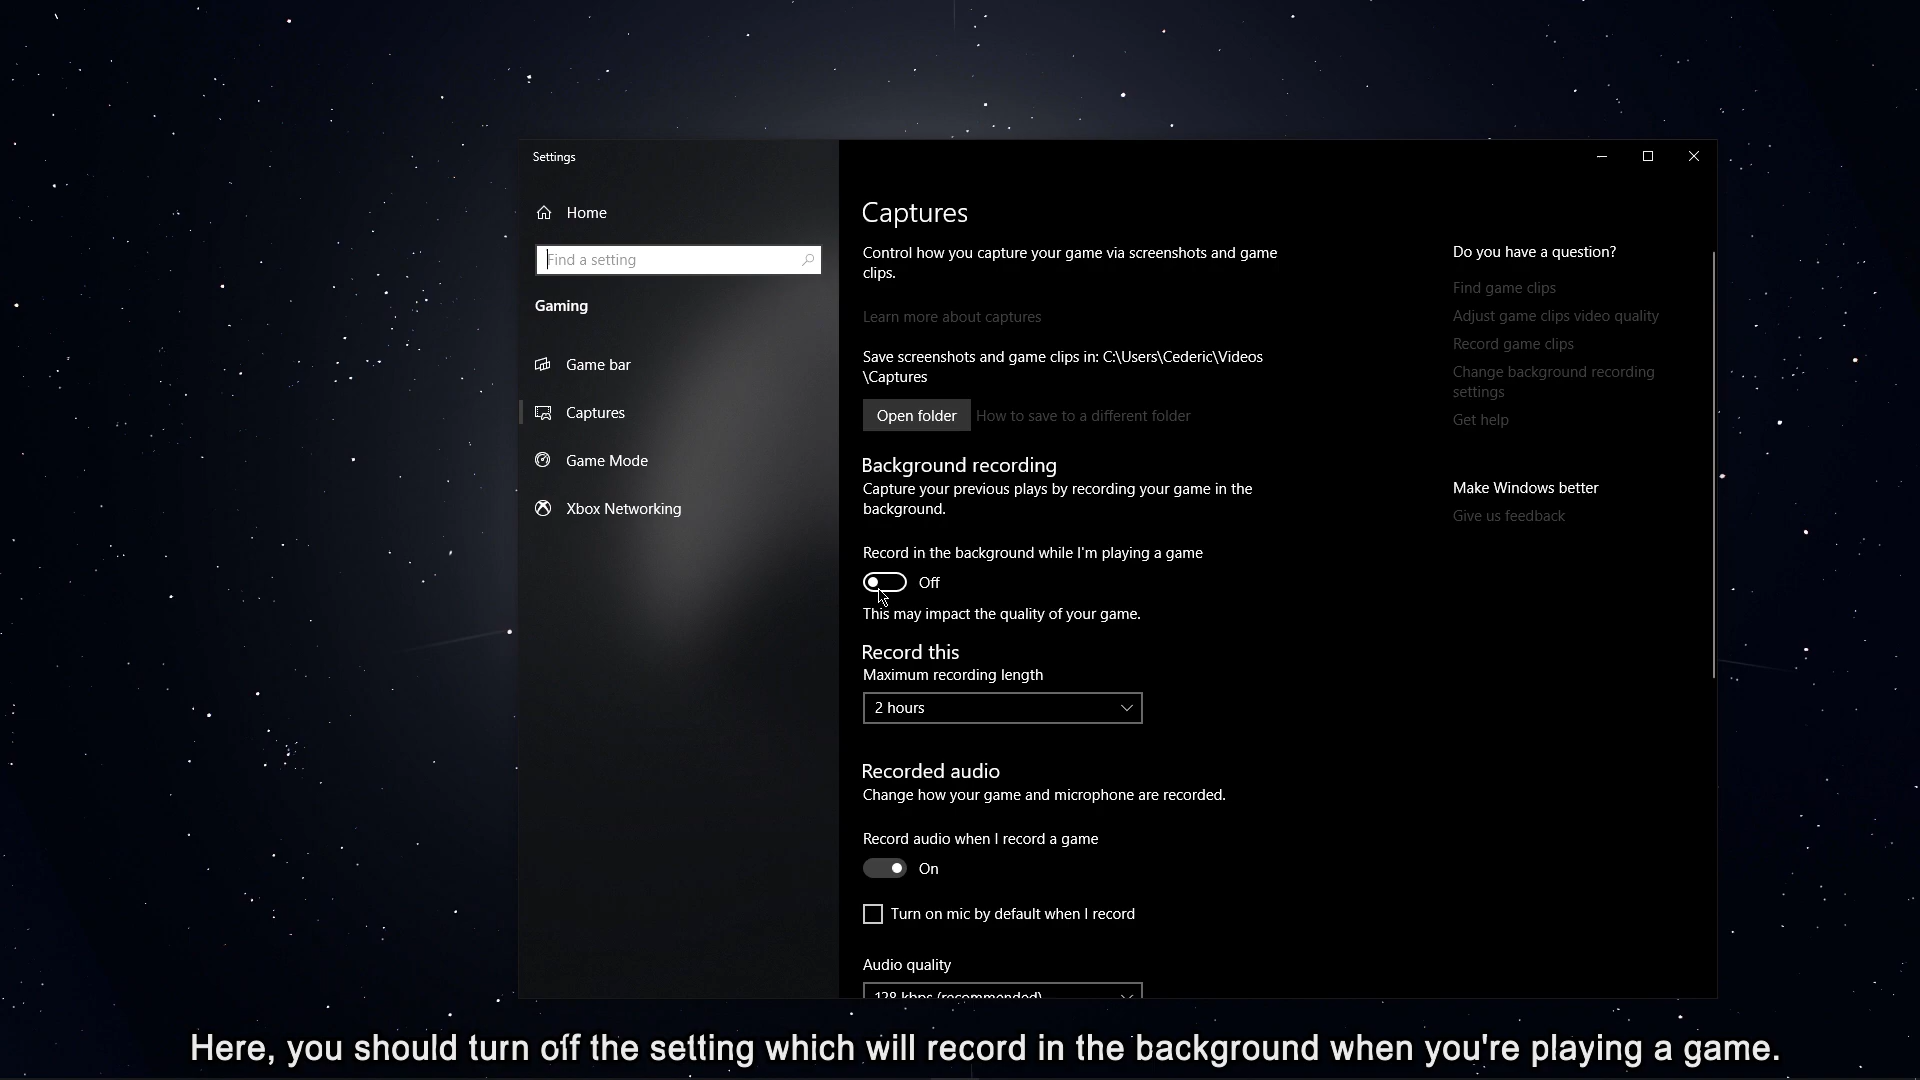 Settings
Home
Find a setting
Gaming
Game bar
Captures
Game Mode
Xbox Networking
Captures
Control how you capture your game via screenshots and game
clips.
Learn more about captures
Save screenshots and game clips in: C:\Users\Cederic\Videos
\Captures
Open folder
How to save to a different folder
Background recording
Capture your previous plays by recording your game in the
background.
Record in the background while I'm playing a game
Off
This may impact the quality of your game.
Record this
Maximum recording length
2 hours
Recorded audio
Change how your game and microphone are recorded.
Record audio when I record a game
On
Turn on mic by default when I record
Audio quality
128 kbps (recommended)
Do you have a question?
Find game clips
Adjust game clips video quality
Record game clips
Change background recording
settings
Get help
Make Windows better
Give us feedback
Here, you should turn off the setting which will record in the background when you're playing a game.